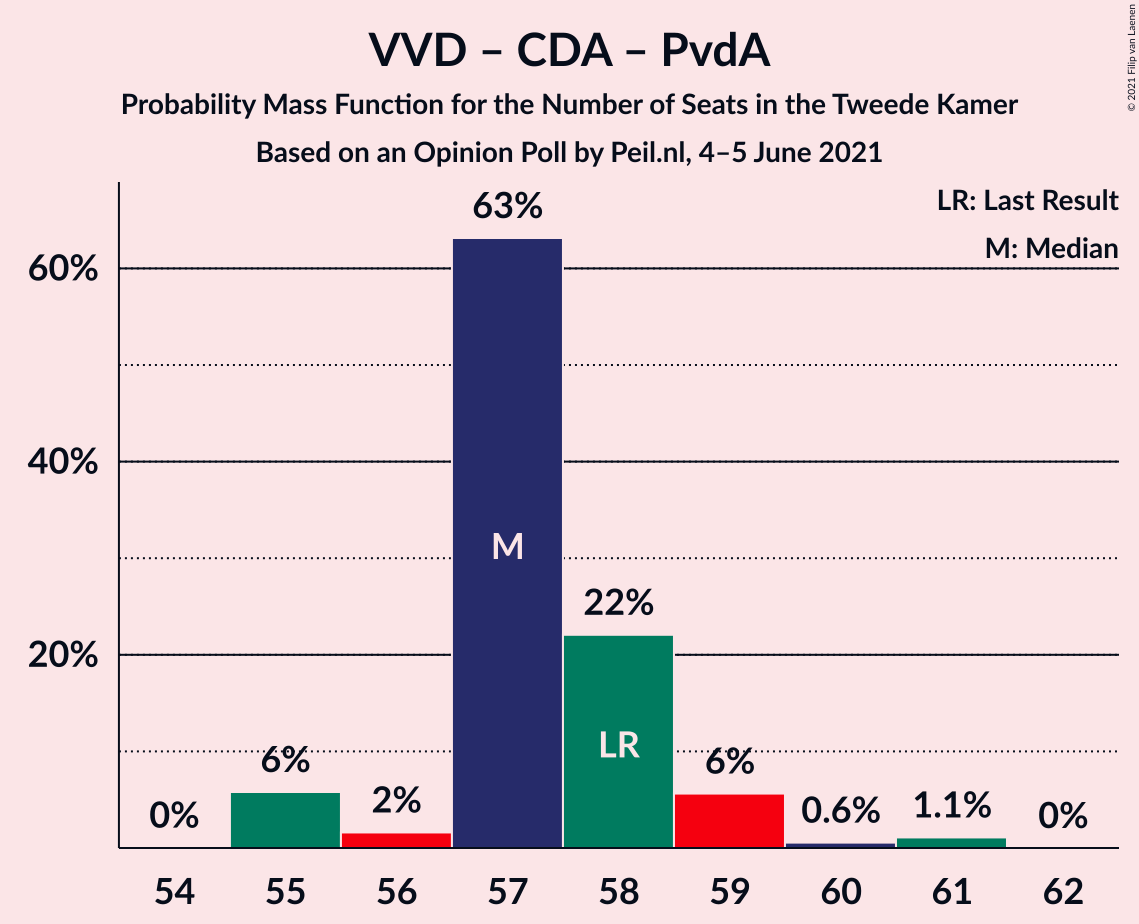 VVD – CDA – PvdA
Probability Mass Function for the Number of Seats in the Tweede Kamer
Based on an Opinion Poll by Peil.nl, 4–5 June 2021
© 2021 Filip van Laenen
LR: Last Result
M: Median
63%
60%
40%
M
22%
20%
LR
6%
6%
2%
0%
0.6%
1.1%
0%
54 55 56 57 58 59 60 61 62